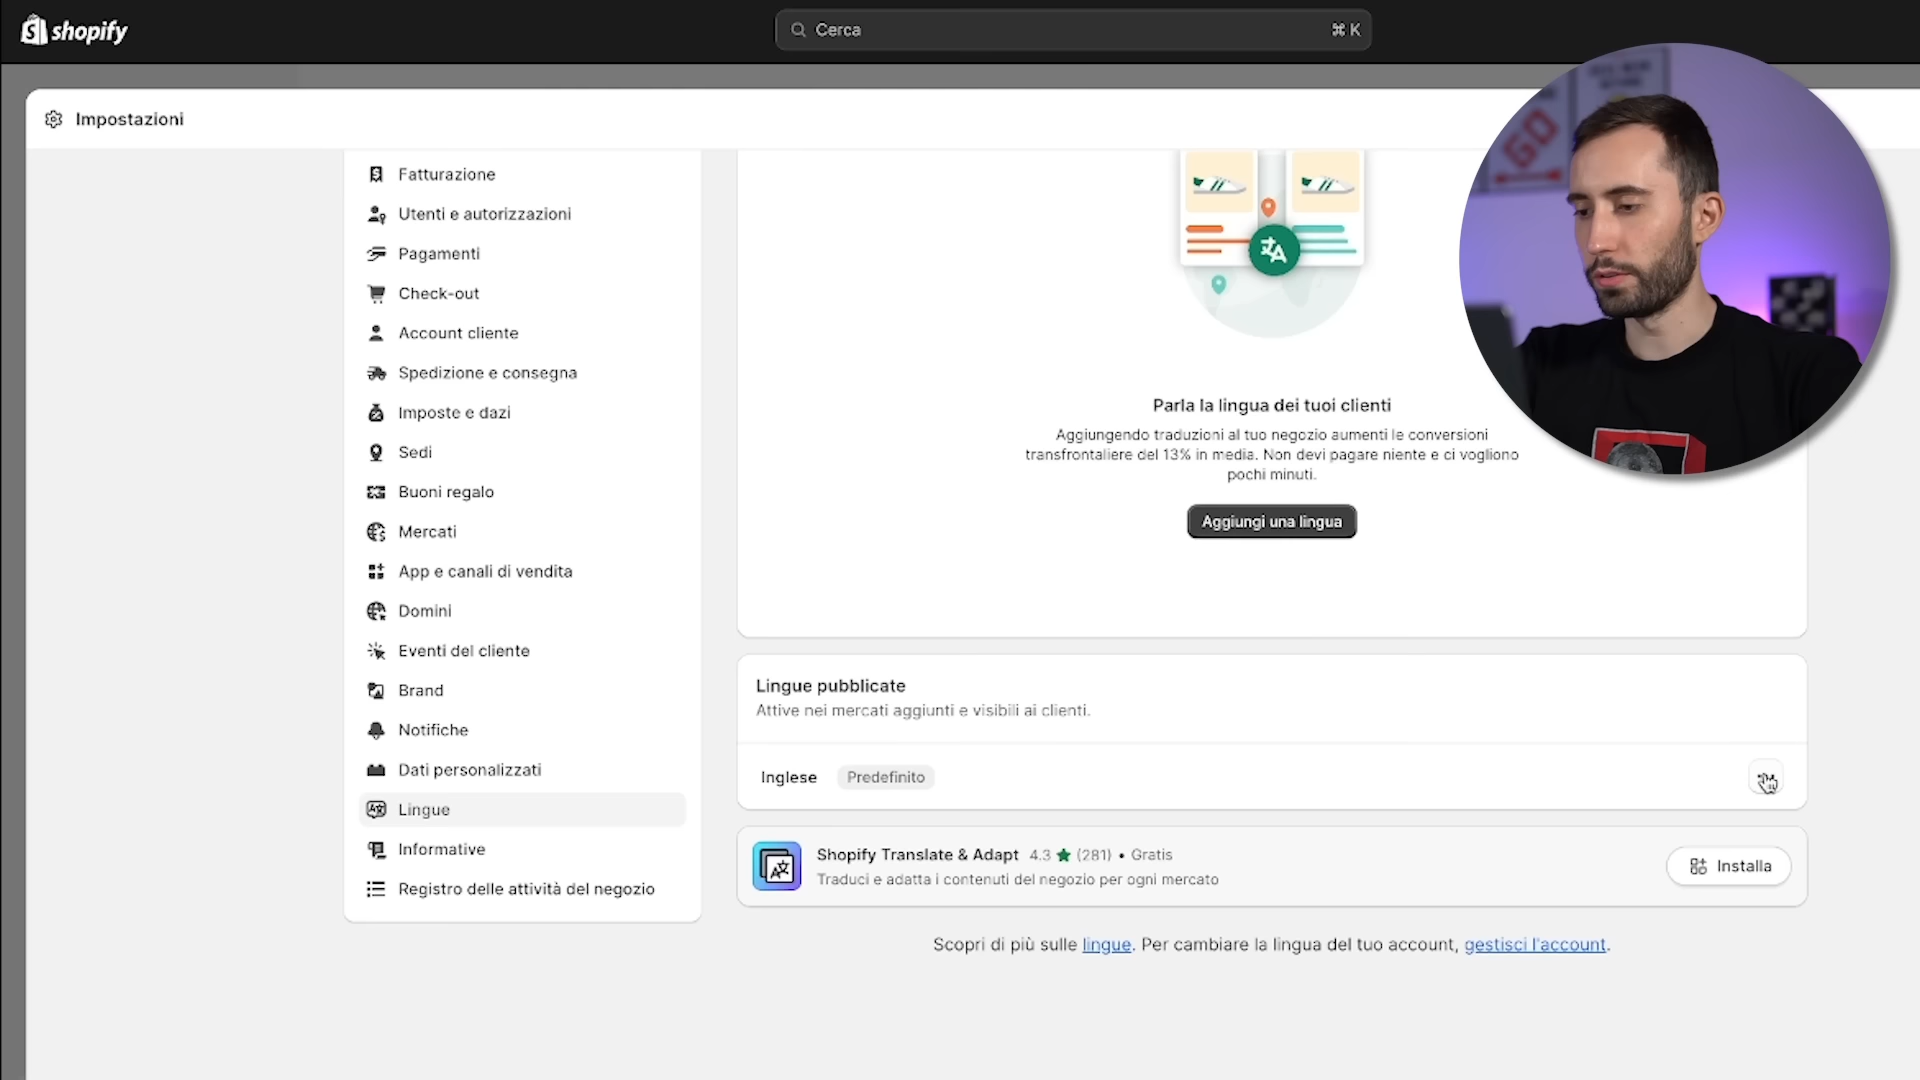 shopify
Cerca
⌘ K
Impostazioni
Fatturazione
Utenti e autorizzazioni
Pagamenti
Check-out
Account cliente
Spedizione e consegna
Imposte e dazi
Sedi
Buoni regalo
Mercati
App e canali di vendita
Domini
Eventi del cliente
Brand
Notifiche
Dati personalizzati
Lingue
Informative
Registro delle attività del negozio
Parla la lingua dei tuoi clienti
Aggiungendo traduzioni al tuo negozio aumenti le conversioni
transfrontaliere del 13% in media. Non devi pagare niente e ci vogliono
pochi minuti.
Aggiungi una lingua
Lingue pubblicate
Attive nei mercati aggiunti e visibili ai clienti.
Inglese Predefinito
Shopify Translate & Adapt 4.3 ★ (281) • Gratis
Traduci e adatta i contenuti del negozio per ogni mercato
Installa
Scopri di più sulle lingue. Per cambiare la lingua del tuo account, gestisci l'account.
GO